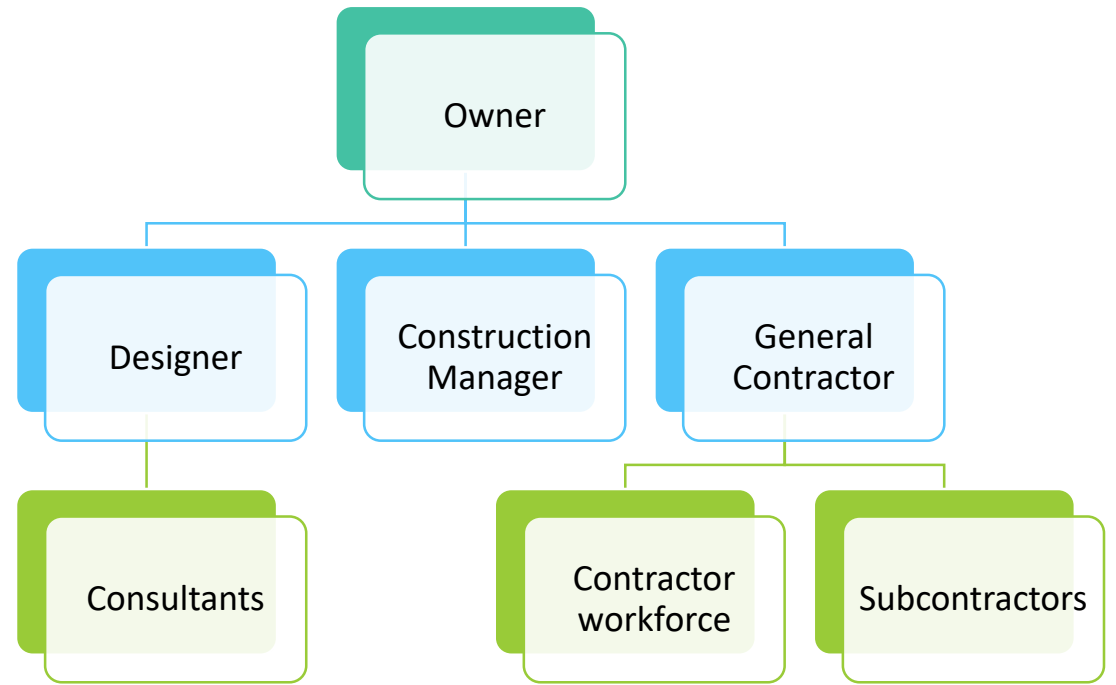 Owner
Designer
Construction
Manager
General
Contractor
Consultants
Contractor
workforce
Subcontractors